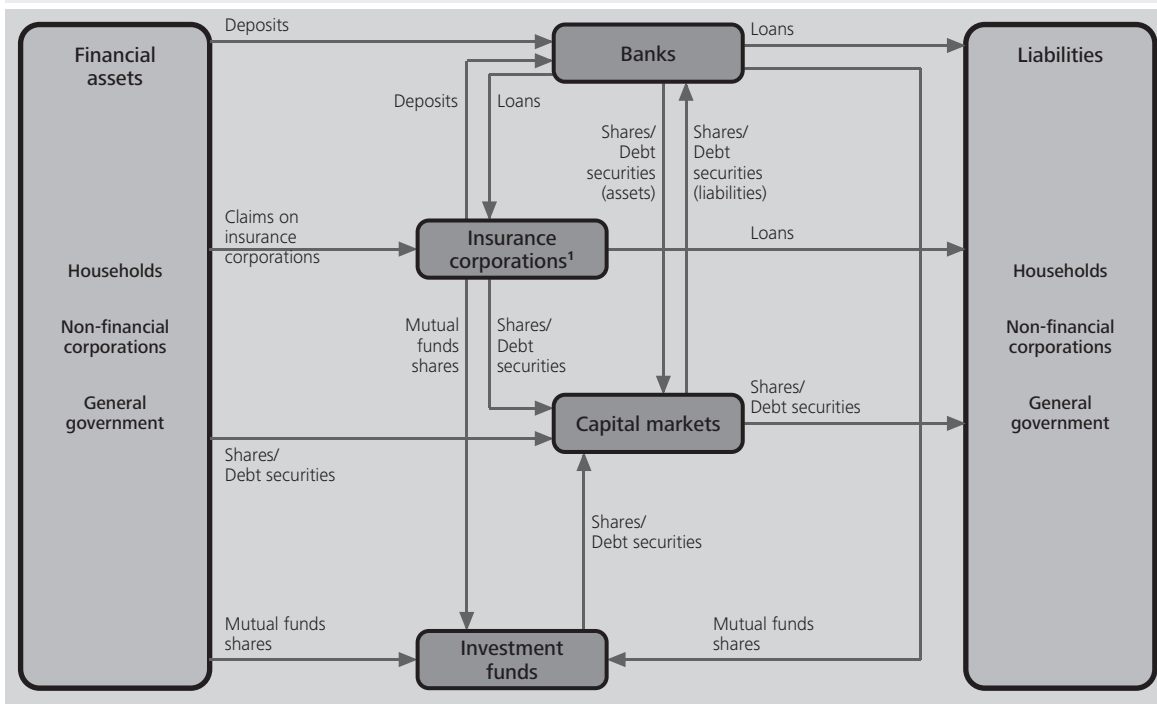 Financial
assets
Households
Non-financial
corporations
General
government
Deposits
Banks
Loans
Liabilities
Deposits
Loans
Shares/
Debt
securities
(assets)
Shares/
Debt
securities
(liabilities)
Claims on
insurance
corporations
Insurance
corporations¹
Loans
Households
Non-financial
corporations
General
government
Mutual
funds
shares
Shares/
Debt
securities
Capital markets
Shares/
Debt securities
Shares/
Debt securities
Shares/
Debt securities
Mutual funds
shares
Investment
funds
Mutual funds
shares